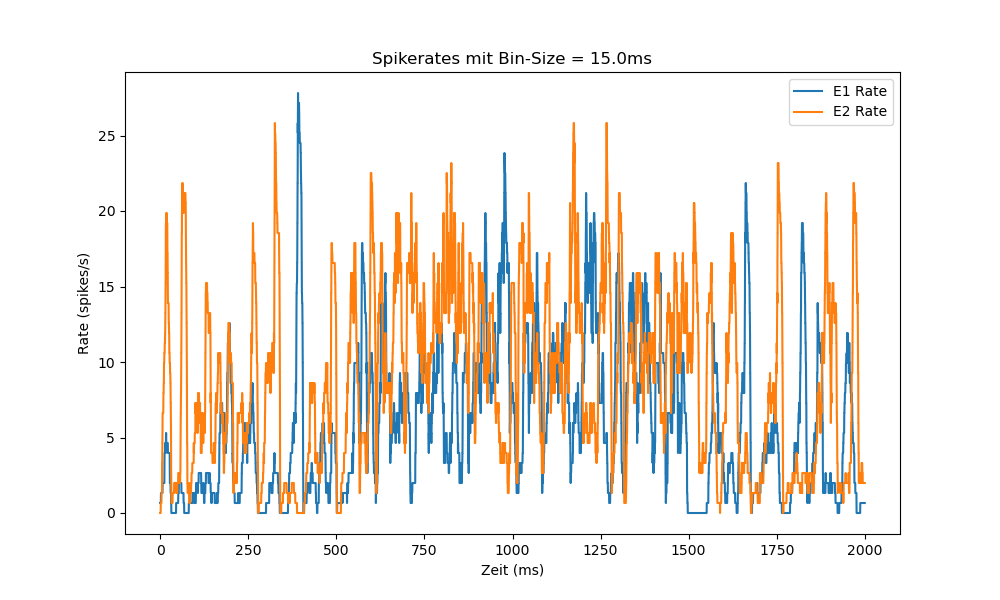 Spikerates mit Bin-Size = 15.0ms
E1 Rate
E2 Rate
Rate (spikes/s)
25
20
15
10
5
0
0 250 500 750 1000 1250 1500 1750 2000
Zeit (ms)